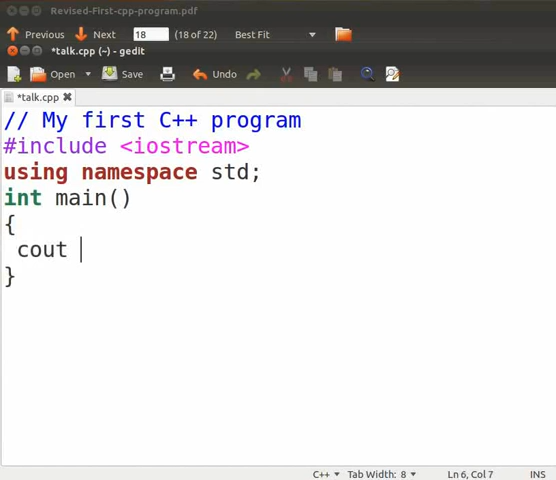 Revised-First-cpp-program.pdf
Previous Next 18 (18 of 22) Best Fit
*talk.cpp (~) - gedit
Open Save Undo
*talk.cpp
// My first C++ program
#include <iostream>
using namespace std;
int main()
{
cout
}
C++ Tab Width: 8 Ln 6, Col 7 INS